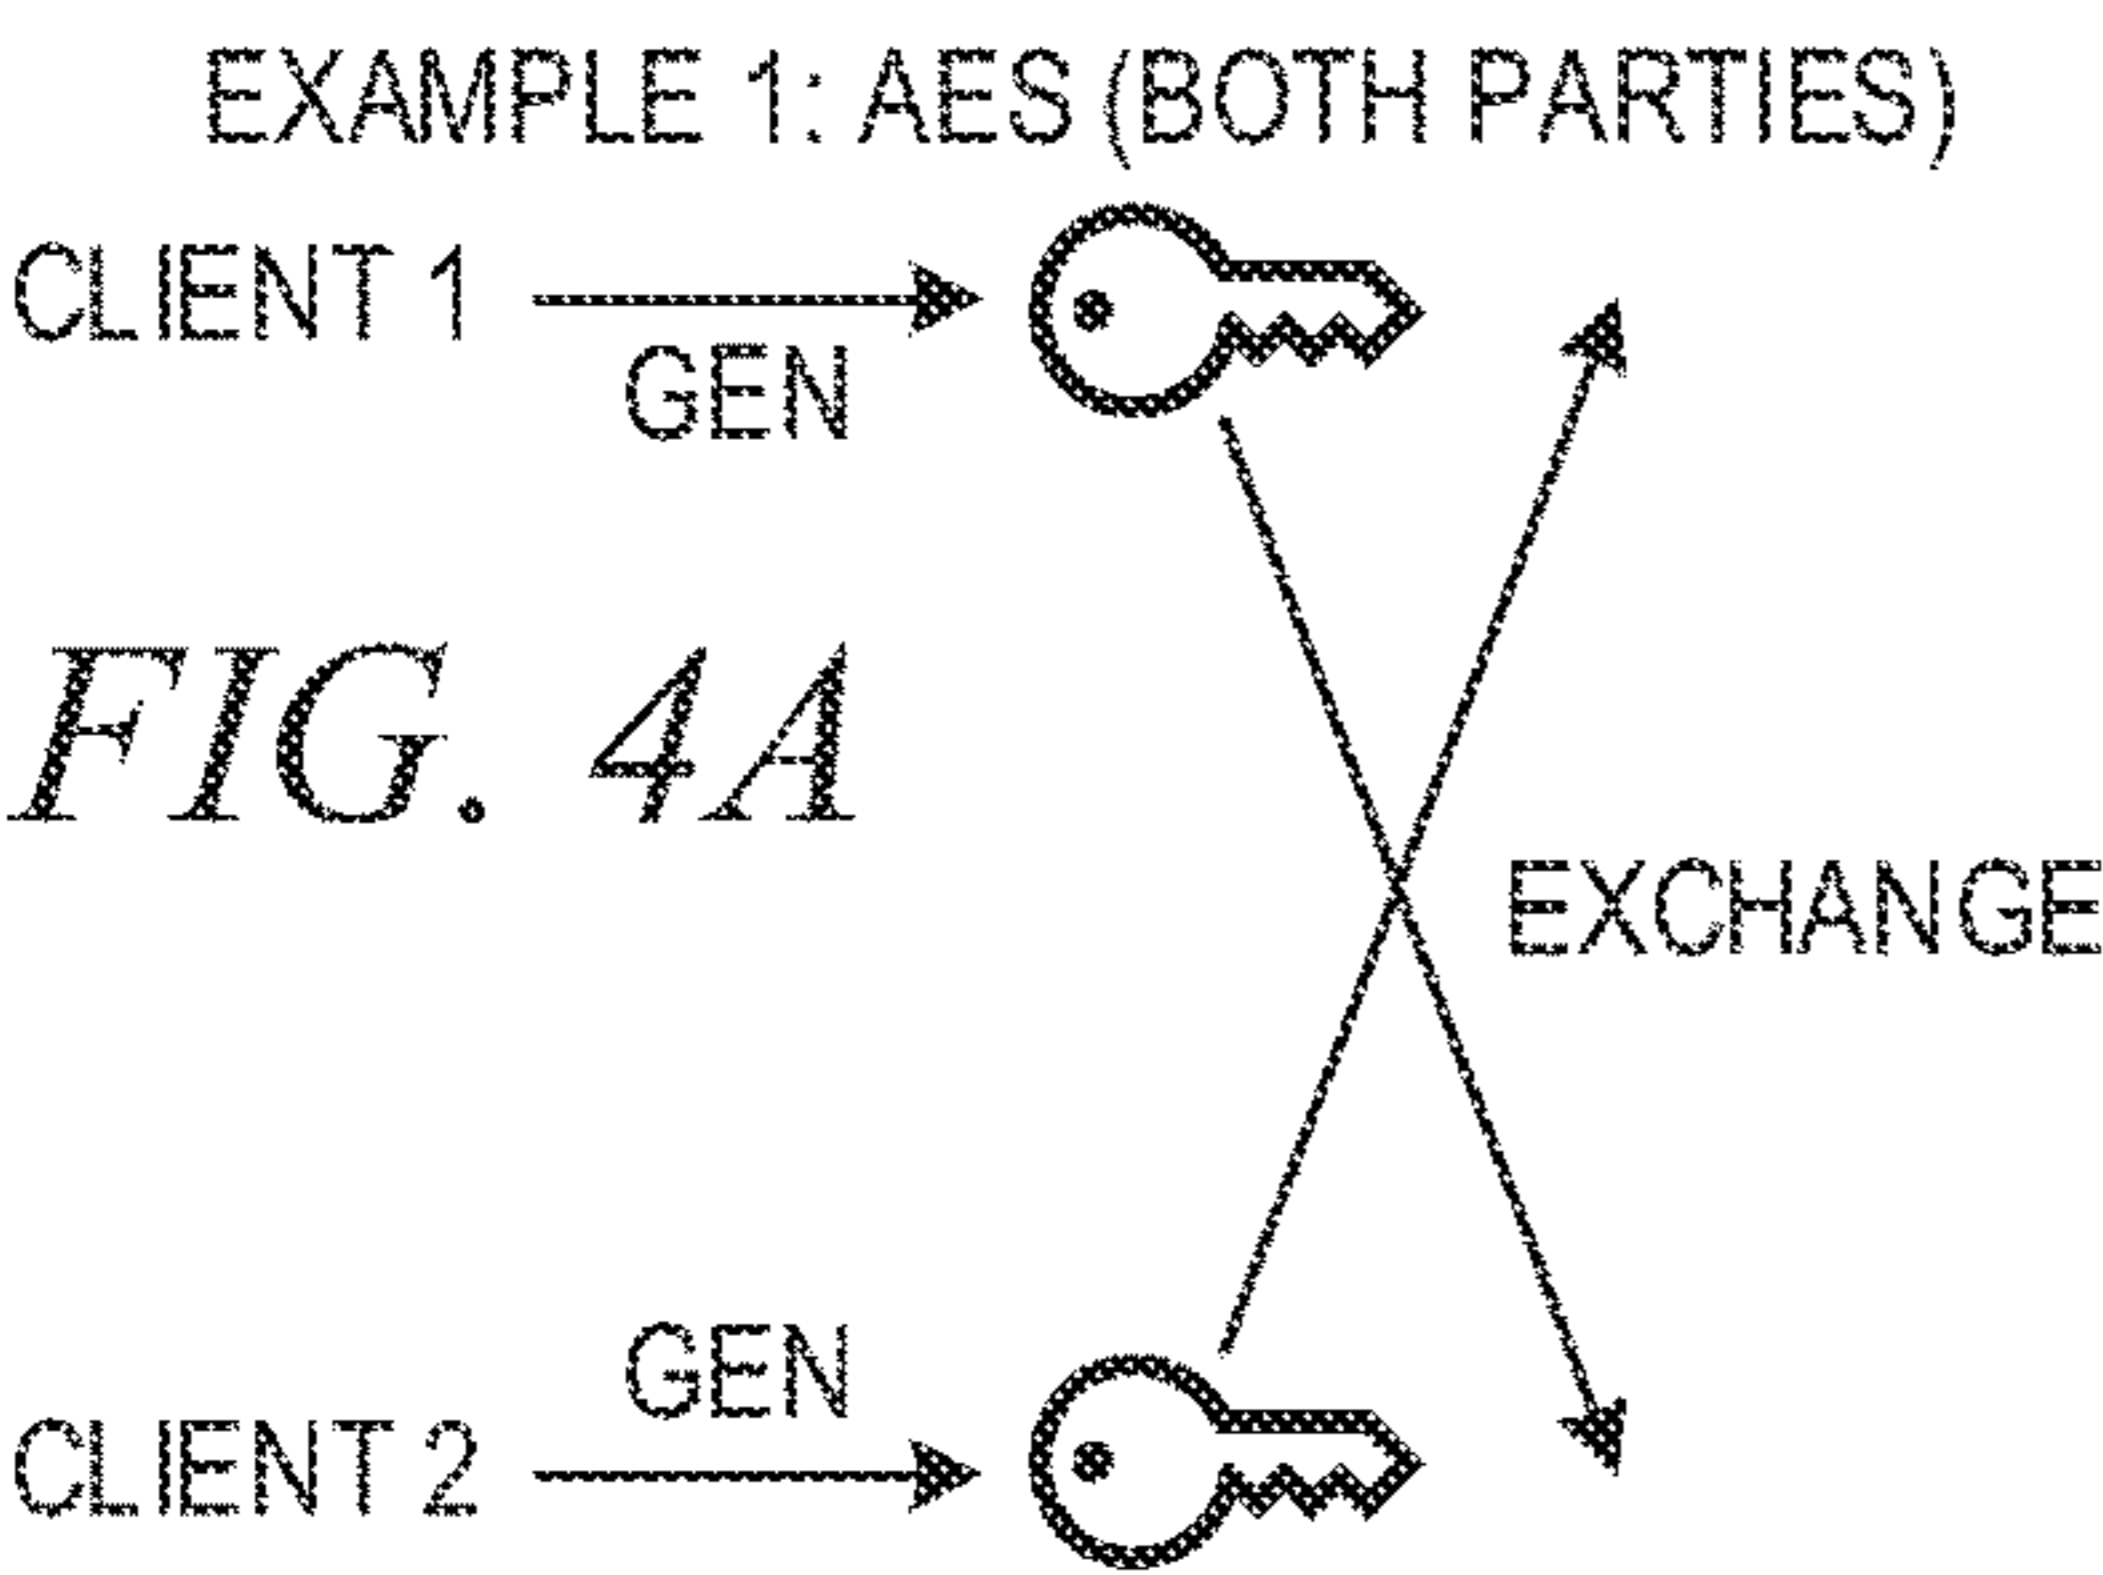 EXAMPLE 1: AES (BOTH PARTIES)
CLIENT 1
GEN
FIG. 4A
EXCHANGE
GEN
CLIENT 2